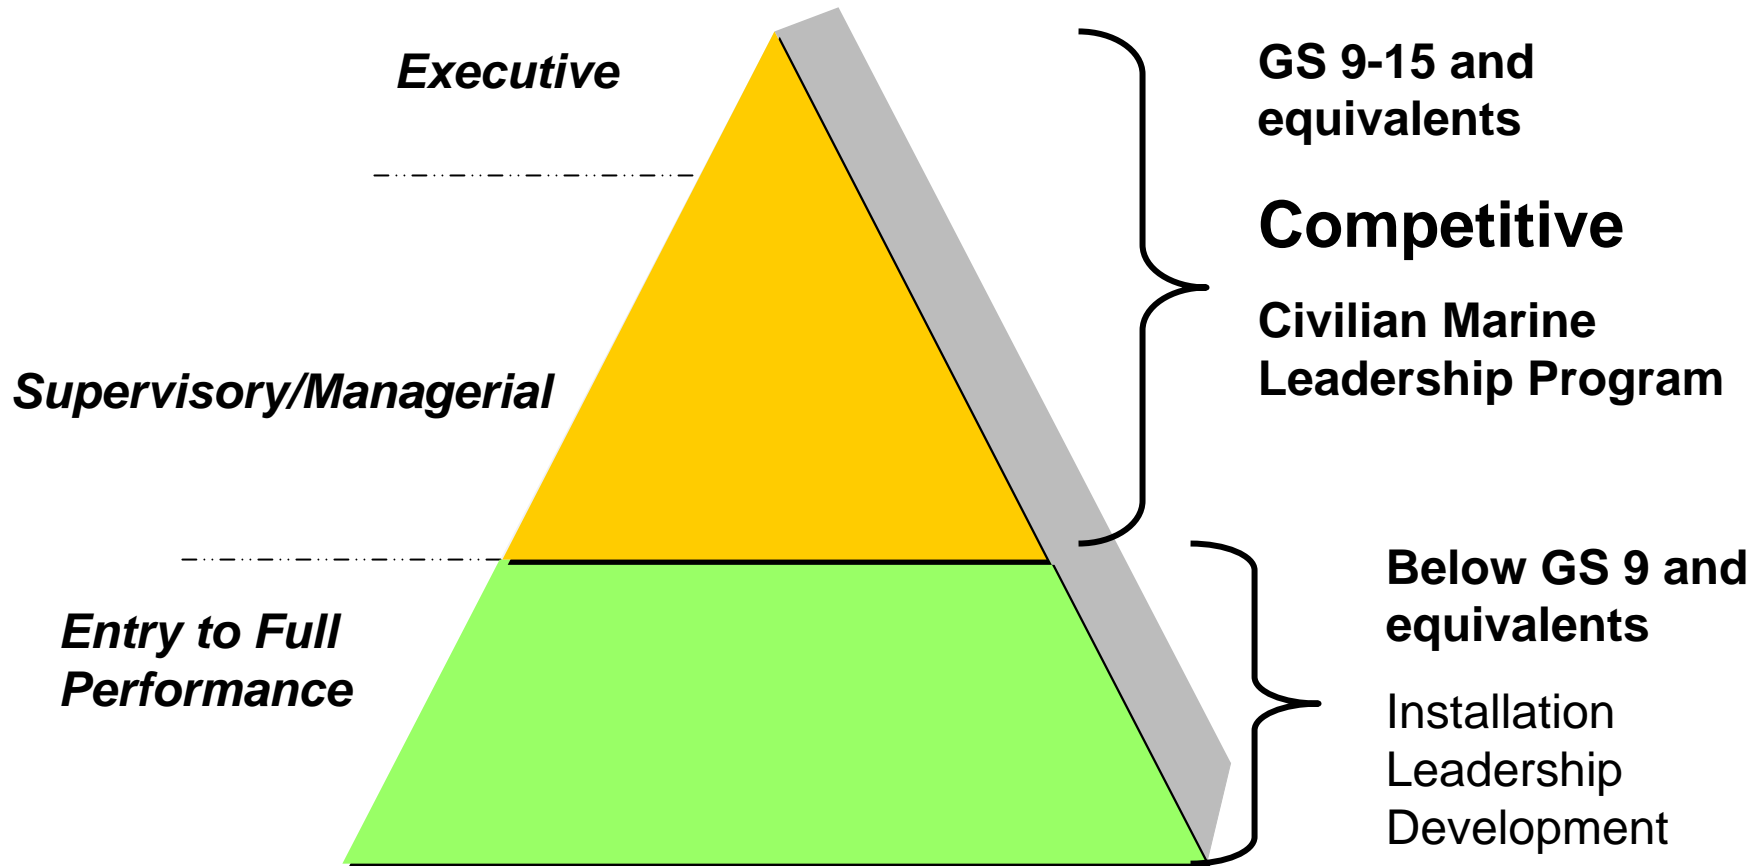 Executive
Supervisory/Managerial
Entry to Full
Performance
GS 9-15 and
equivalents
Competitive
Civilian Marine
Leadership Program
Below GS 9 and
equivalents
Installation
Leadership
Development